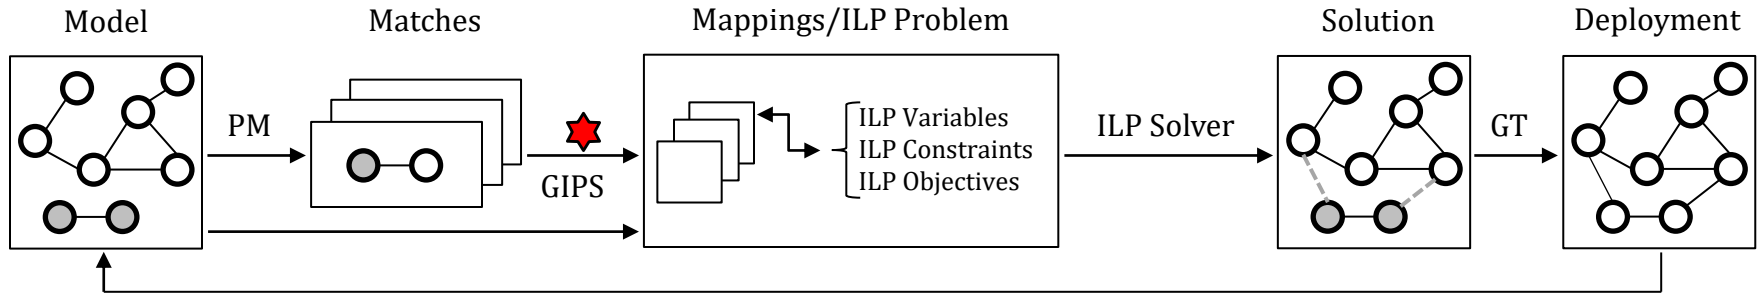 Model
Matches
Mappings/ILP Problem
Solution
Deployment
PM
GIPS
ILP Variables
ILP Constraints
ILP Objectives
ILP Solver
GT